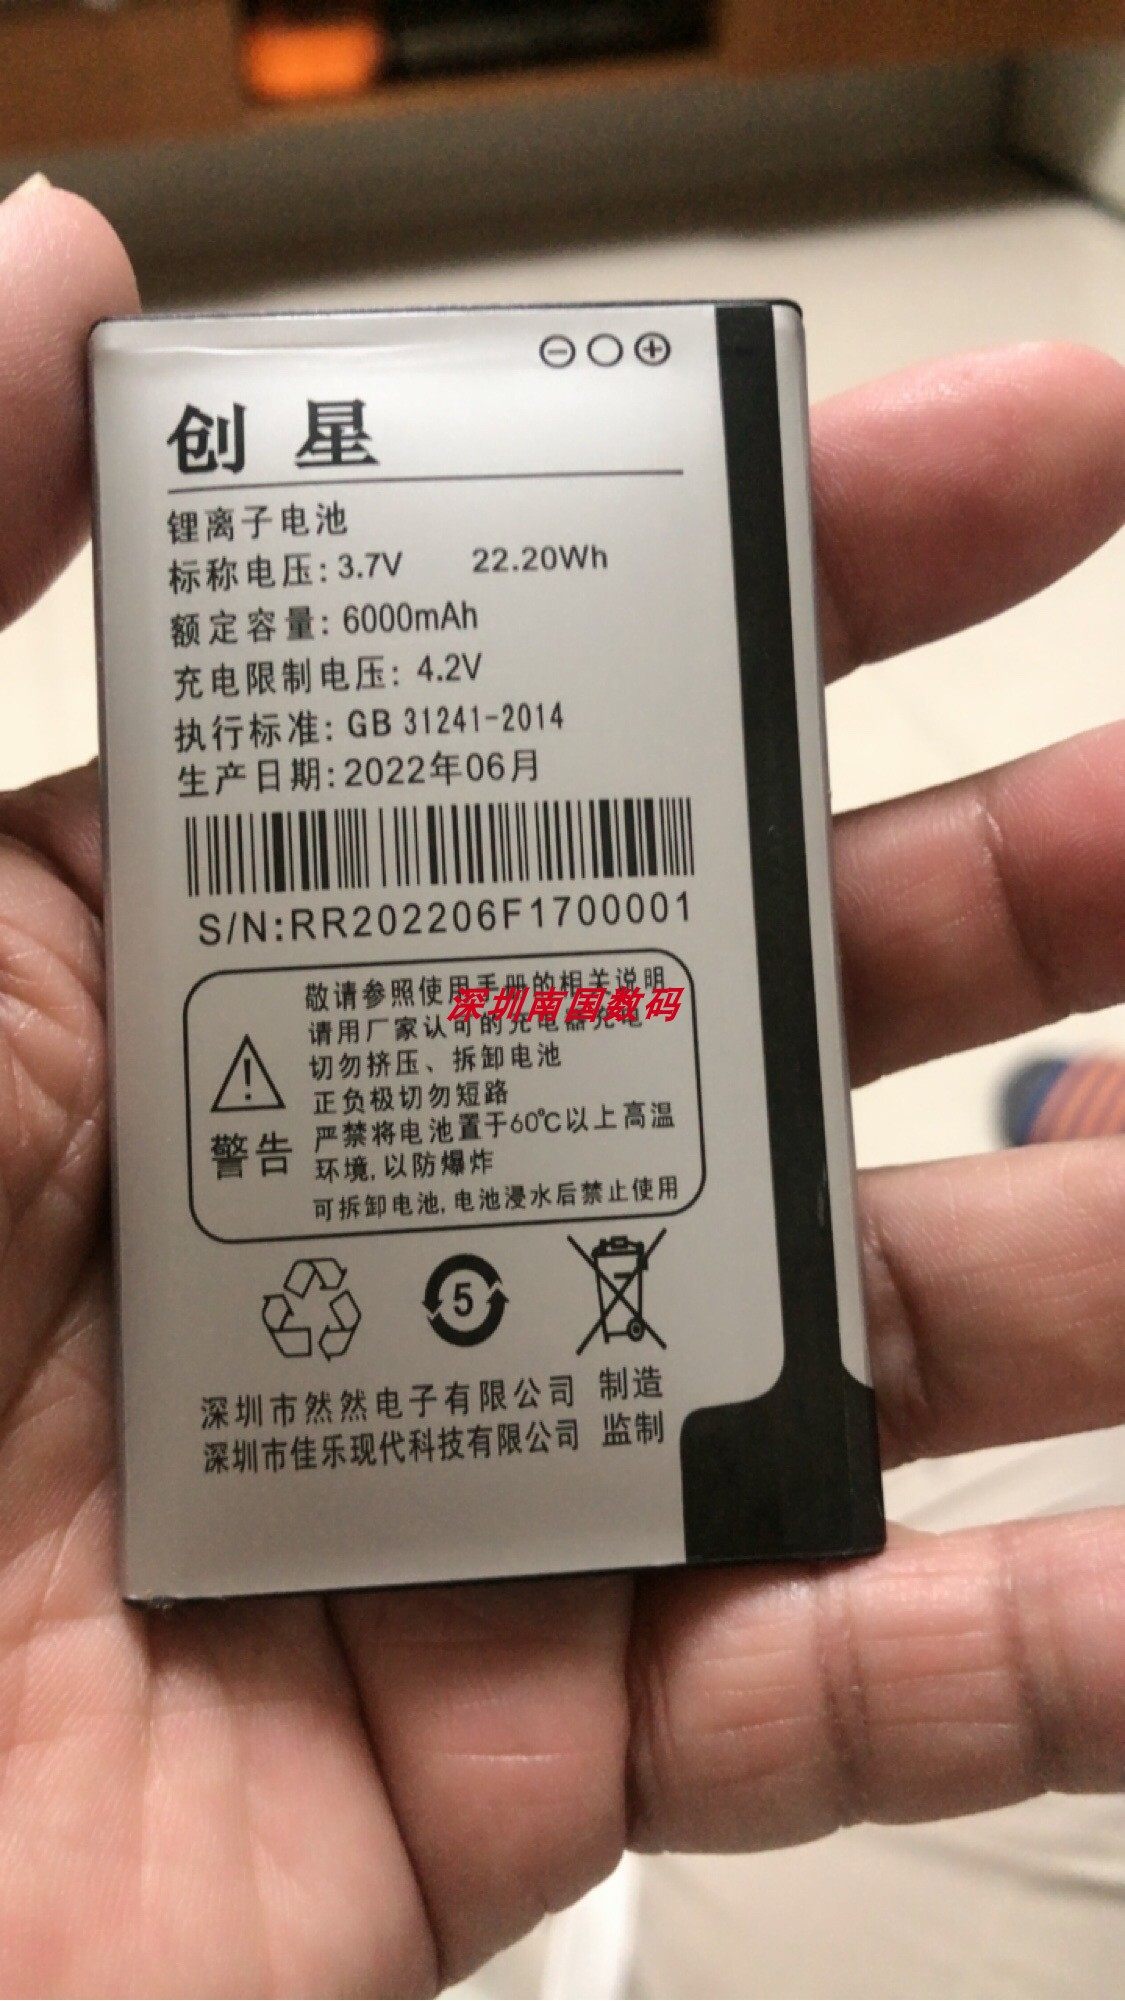 创 星
锂离子电池
标称电压:3.7V 22.20Wh
额定容量:6000mAh
充电限制电压:4.2V
执行标准:GB 31241-2014
生产日期:2022年06月
S/N:RR202206F1700001
敬请参照使用手册的相关说明
深圳南国数码
请用厂家认可的充电器充电
切勿挤压、拆卸电池
正负极切勿短路
严禁将电池置于60℃以上高温
环境,以防爆炸
可拆卸电池,电池浸水后禁止使用
警告
5
深圳市然然电子有限公司 制造
深圳市佳乐现代科技有限公司 监制